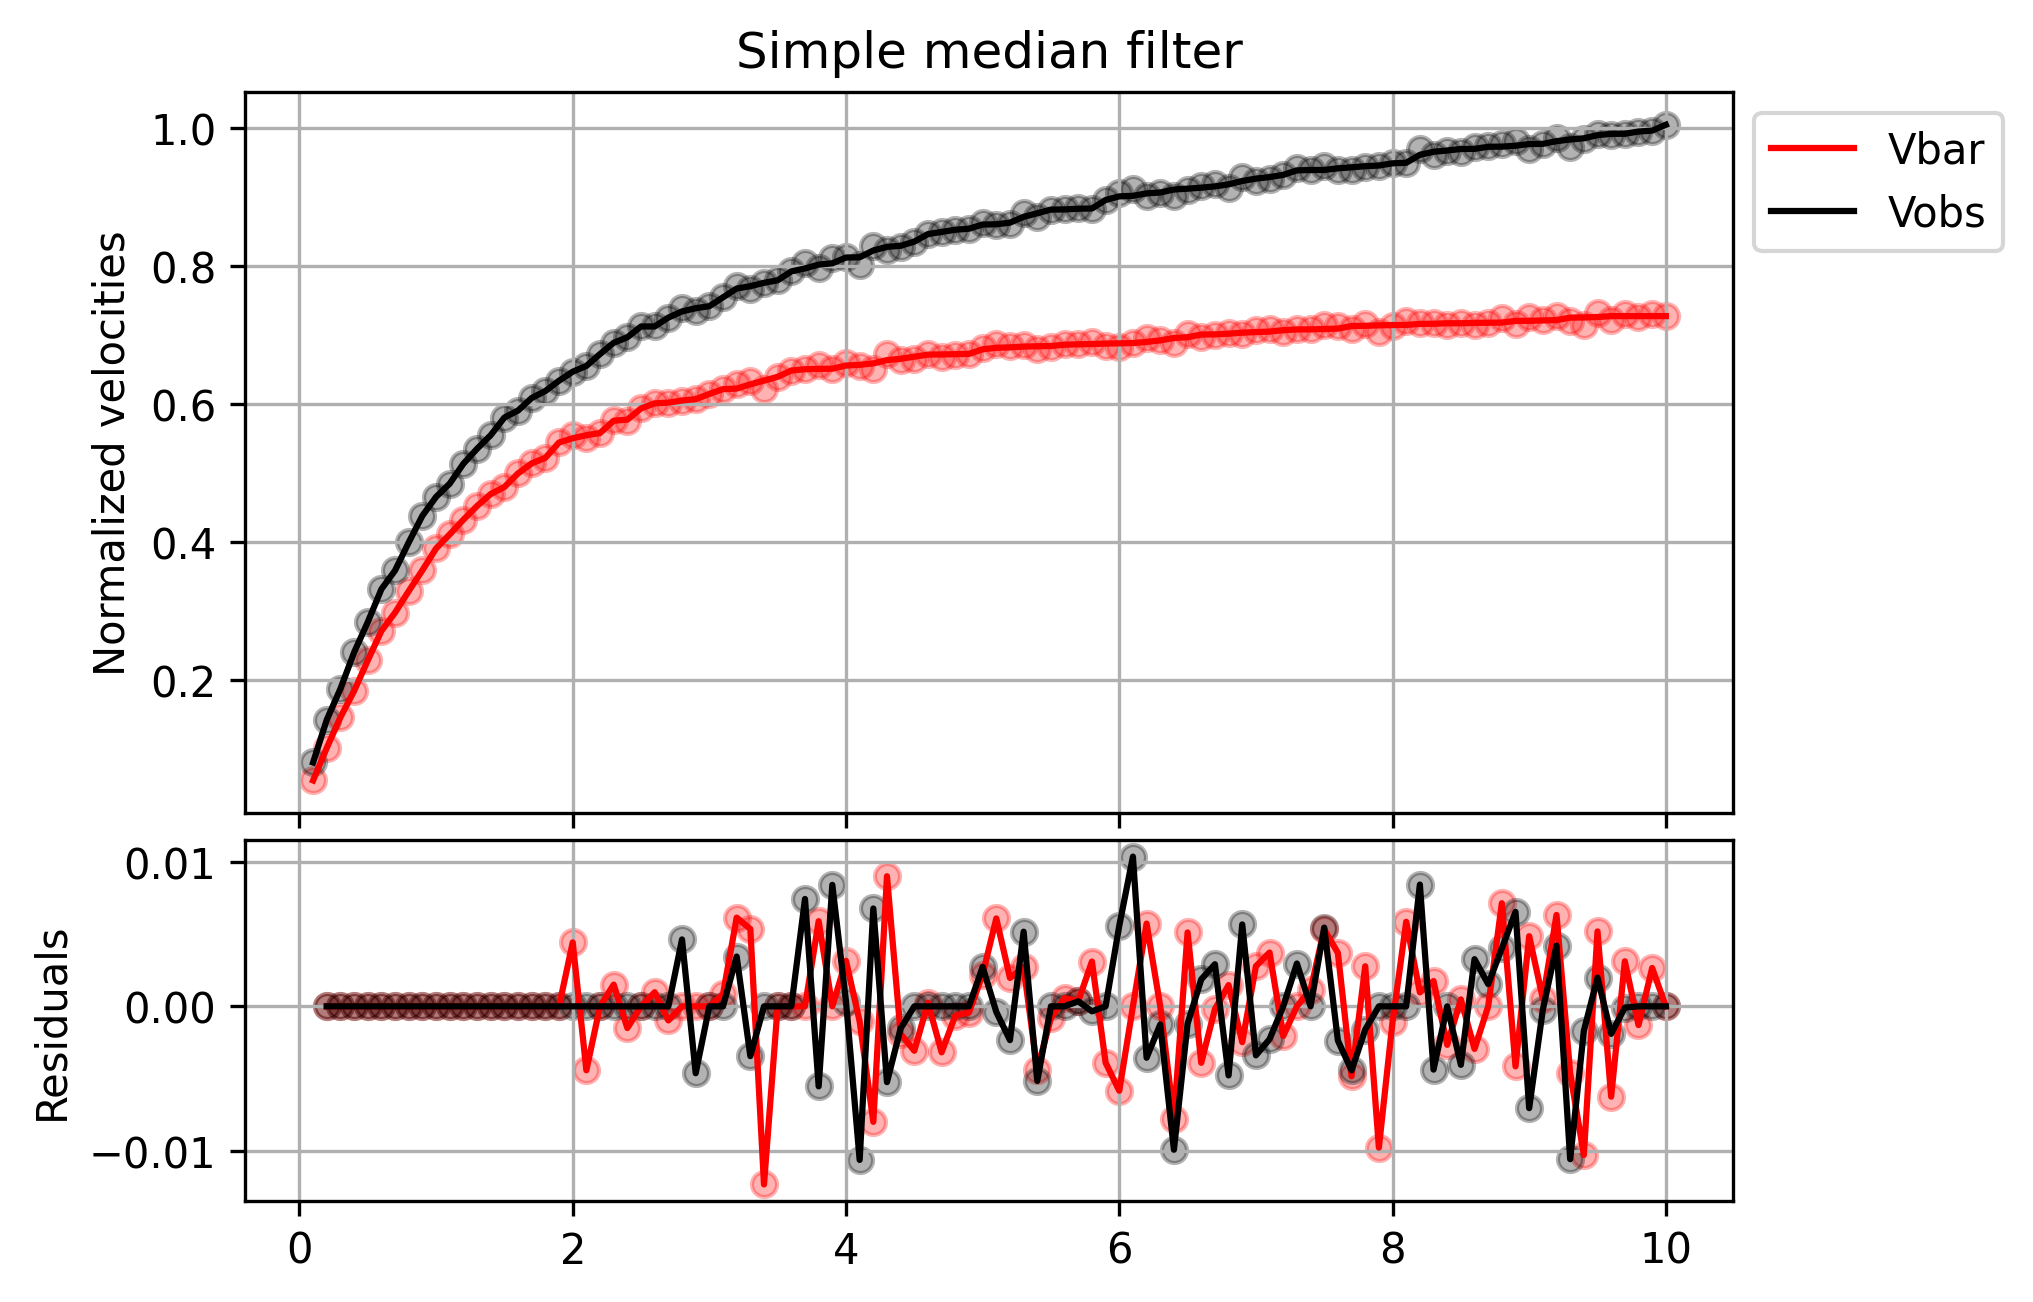 Simple median filter
1.0
0.8
0.6
0.4
0.2
Normalized velocities
Vbar
Vobs
0.01
0.00
−0.01
Residuals
0 2 4 6 8 10